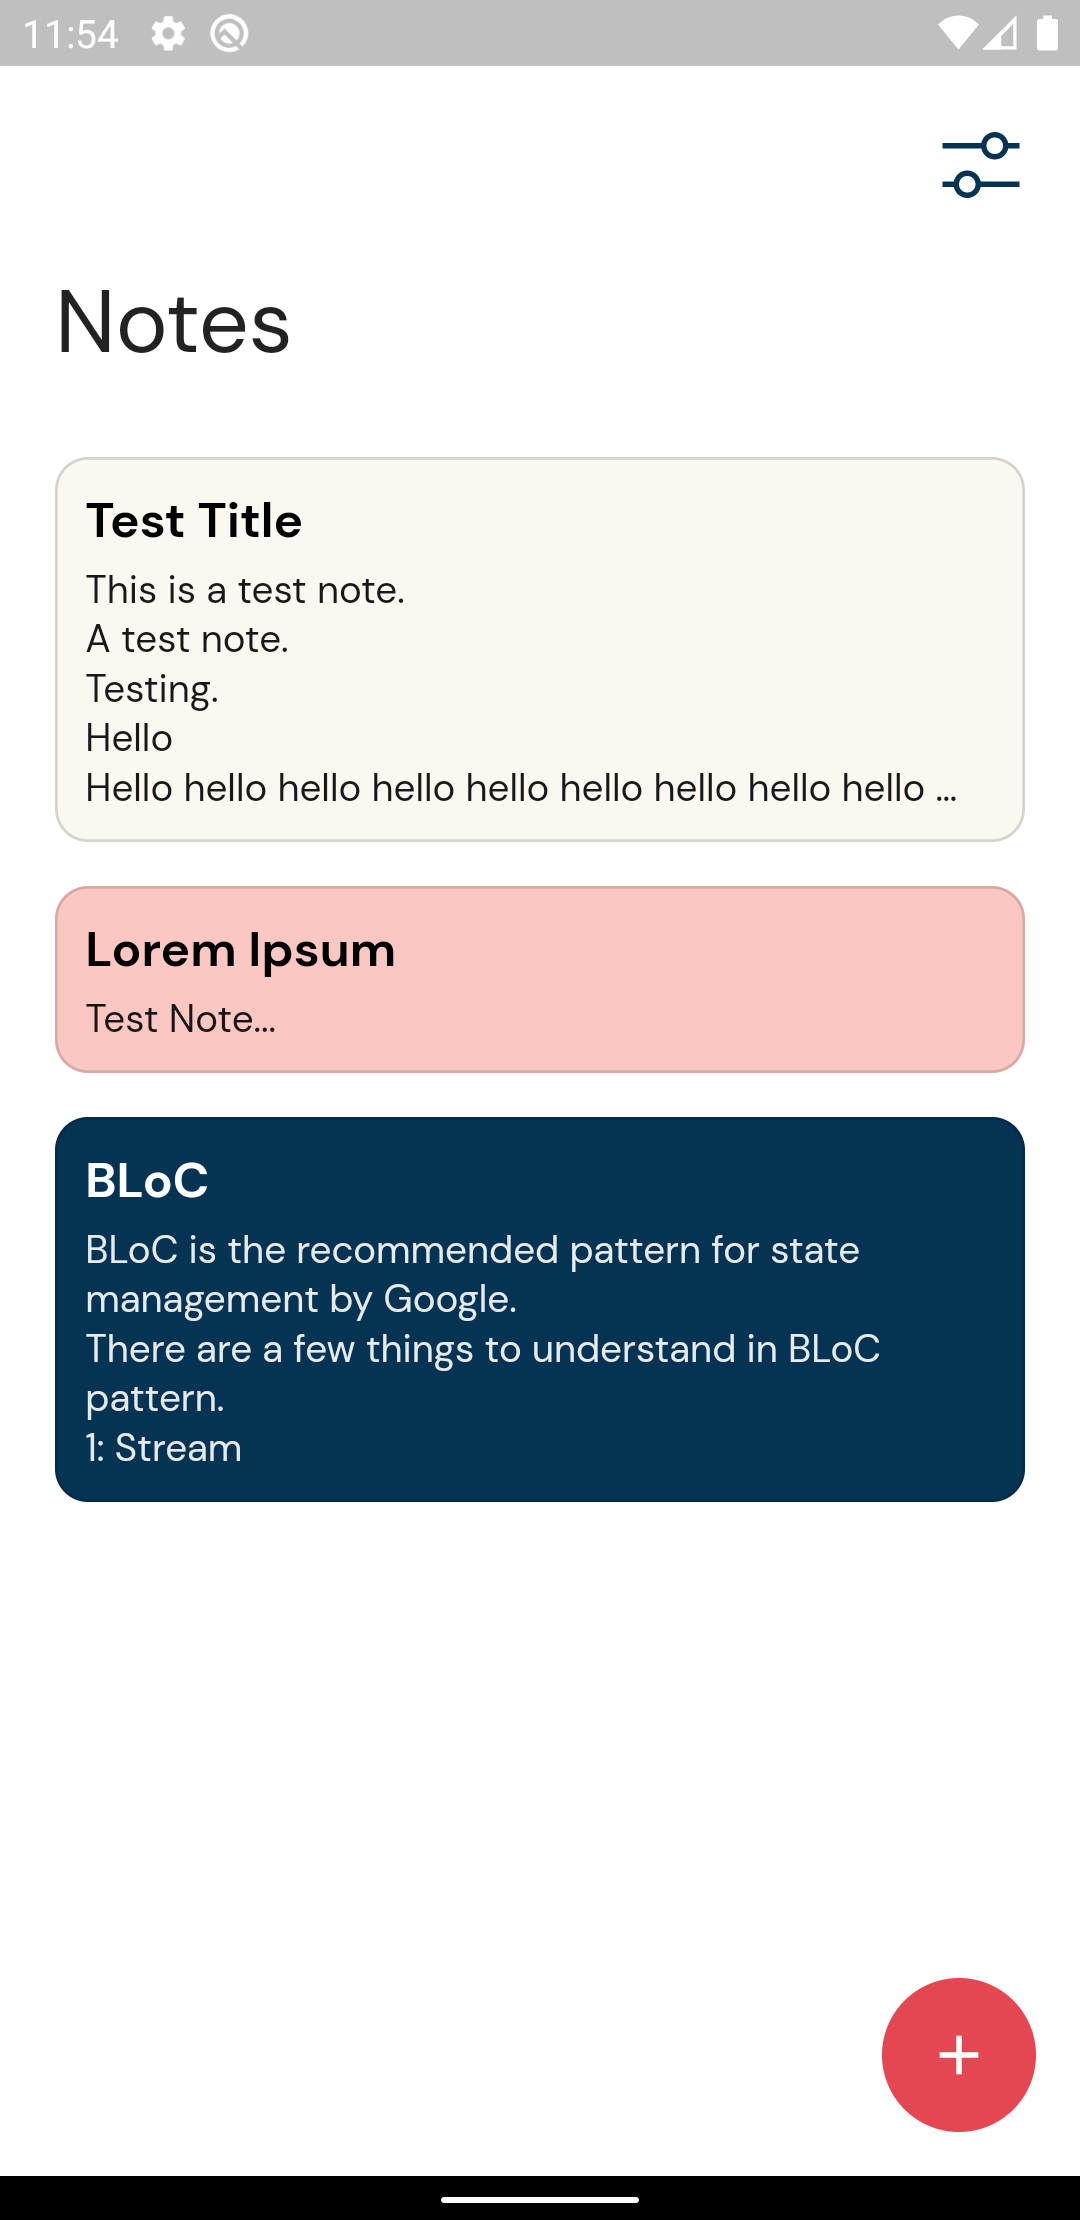 11:54
Notes
Test Title
This is a test note.
A test note.
Testing.
Hello
Hello hello hello hello hello hello hello hello hello ...
Lorem Ipsum
Test Note...
BLoC
BLoC is the recommended pattern for state
management by Google.
There are a few things to understand in BLoC
pattern.
1: Stream